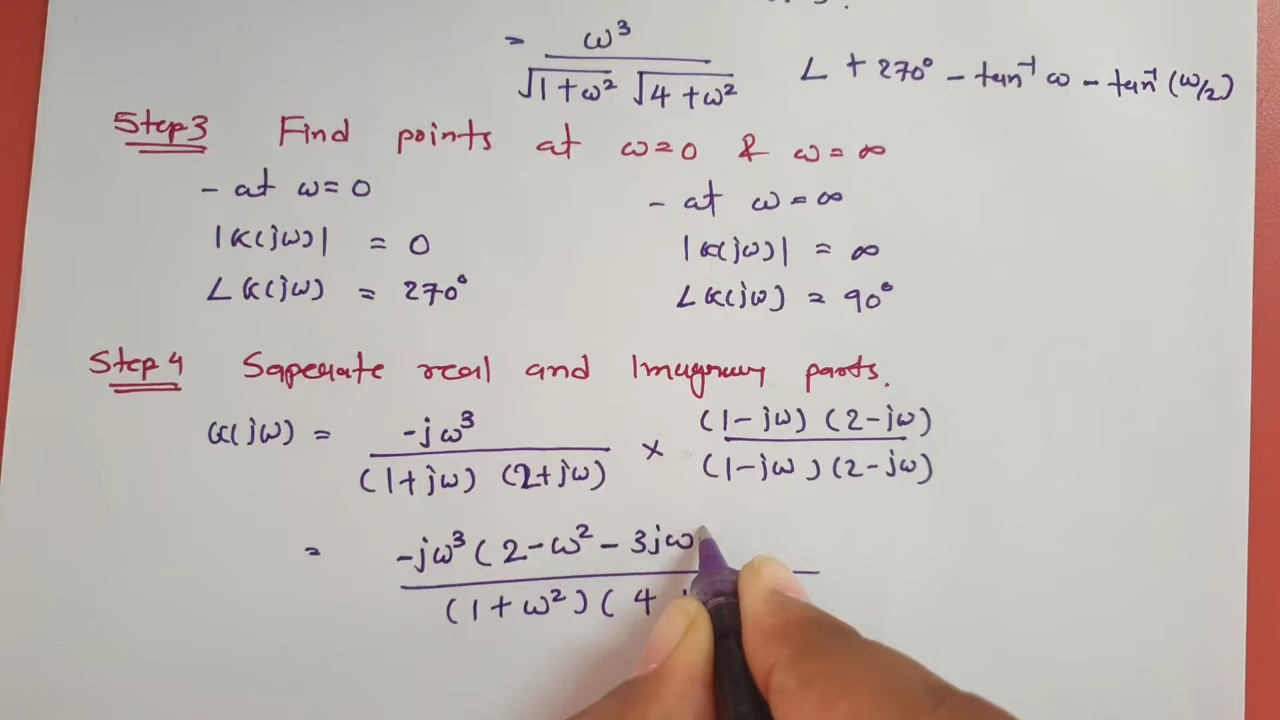 = ω³ / √1+ω² √4+ω² ∠ + 270° - tan⁻¹ ω - tan⁻¹ (ω/2)
Step3 Find points at ω=0 & ω=∞
- at ω=0
|G(jω)| = 0
∠G(jω) = 270°
- at ω=∞
|G(jω)| = ∞
∠G(jω) = 90°
Step 4 Saperate real and Imagnary parts.
G(jω) = -jω³ / (1+jω) (2+jω) × (1-jω) (2-jω) / (1-jω) (2-jω)
= -jω³ (2-ω² - 3jω / (1+ω²) ( 4